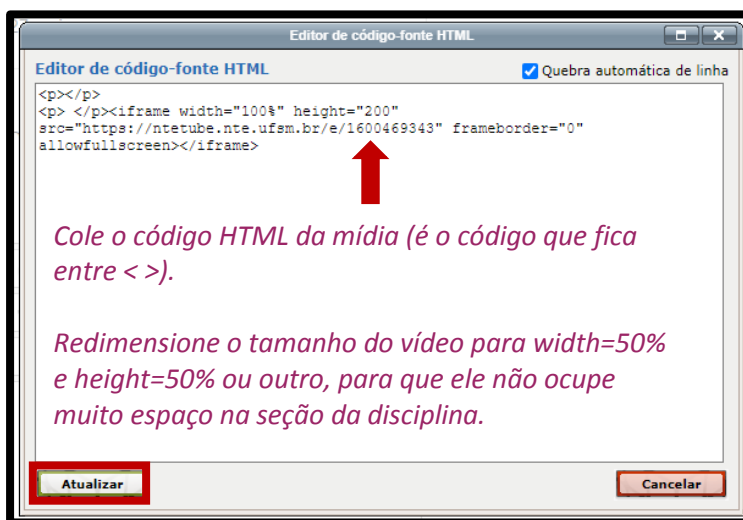 Editor de código-fonte HTML
Editor de código-fonte HTML
Quebra automática de linha
<p></p>
<p> </p><iframe width="100%" height="200"
src="https://ntetube.nte.ufsm.br/e/1600469343" frameborder="0"
allowfullscreen></iframe>
Cole o código HTML da mídia (é o código que fica
entre < >).
Redimensione o tamanho do vídeo para width=50%
e height=50% ou outro, para que ele não ocupe
muito espaço na seção da disciplina.
Atualizar
Cancelar